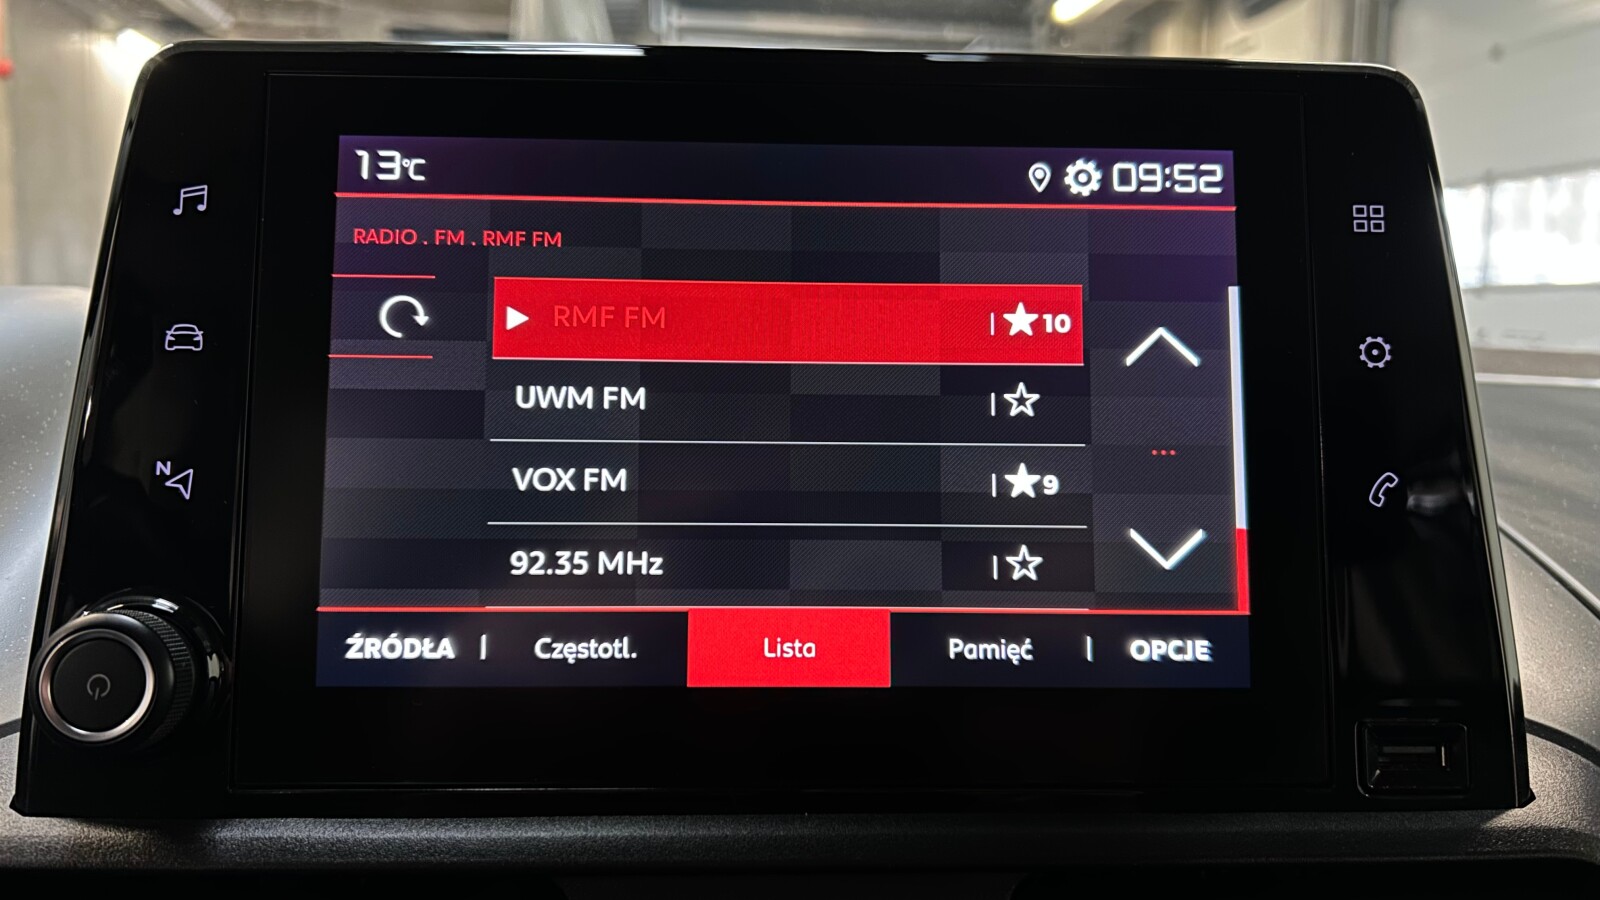 13°C 09:52
RADIO . FM . RMF FM
RMF FM 10
UWM FM
VOX FM 9
92.35 MHz
ŹRÓDŁA Częstotl. Lista Pamięć OPCJE
N